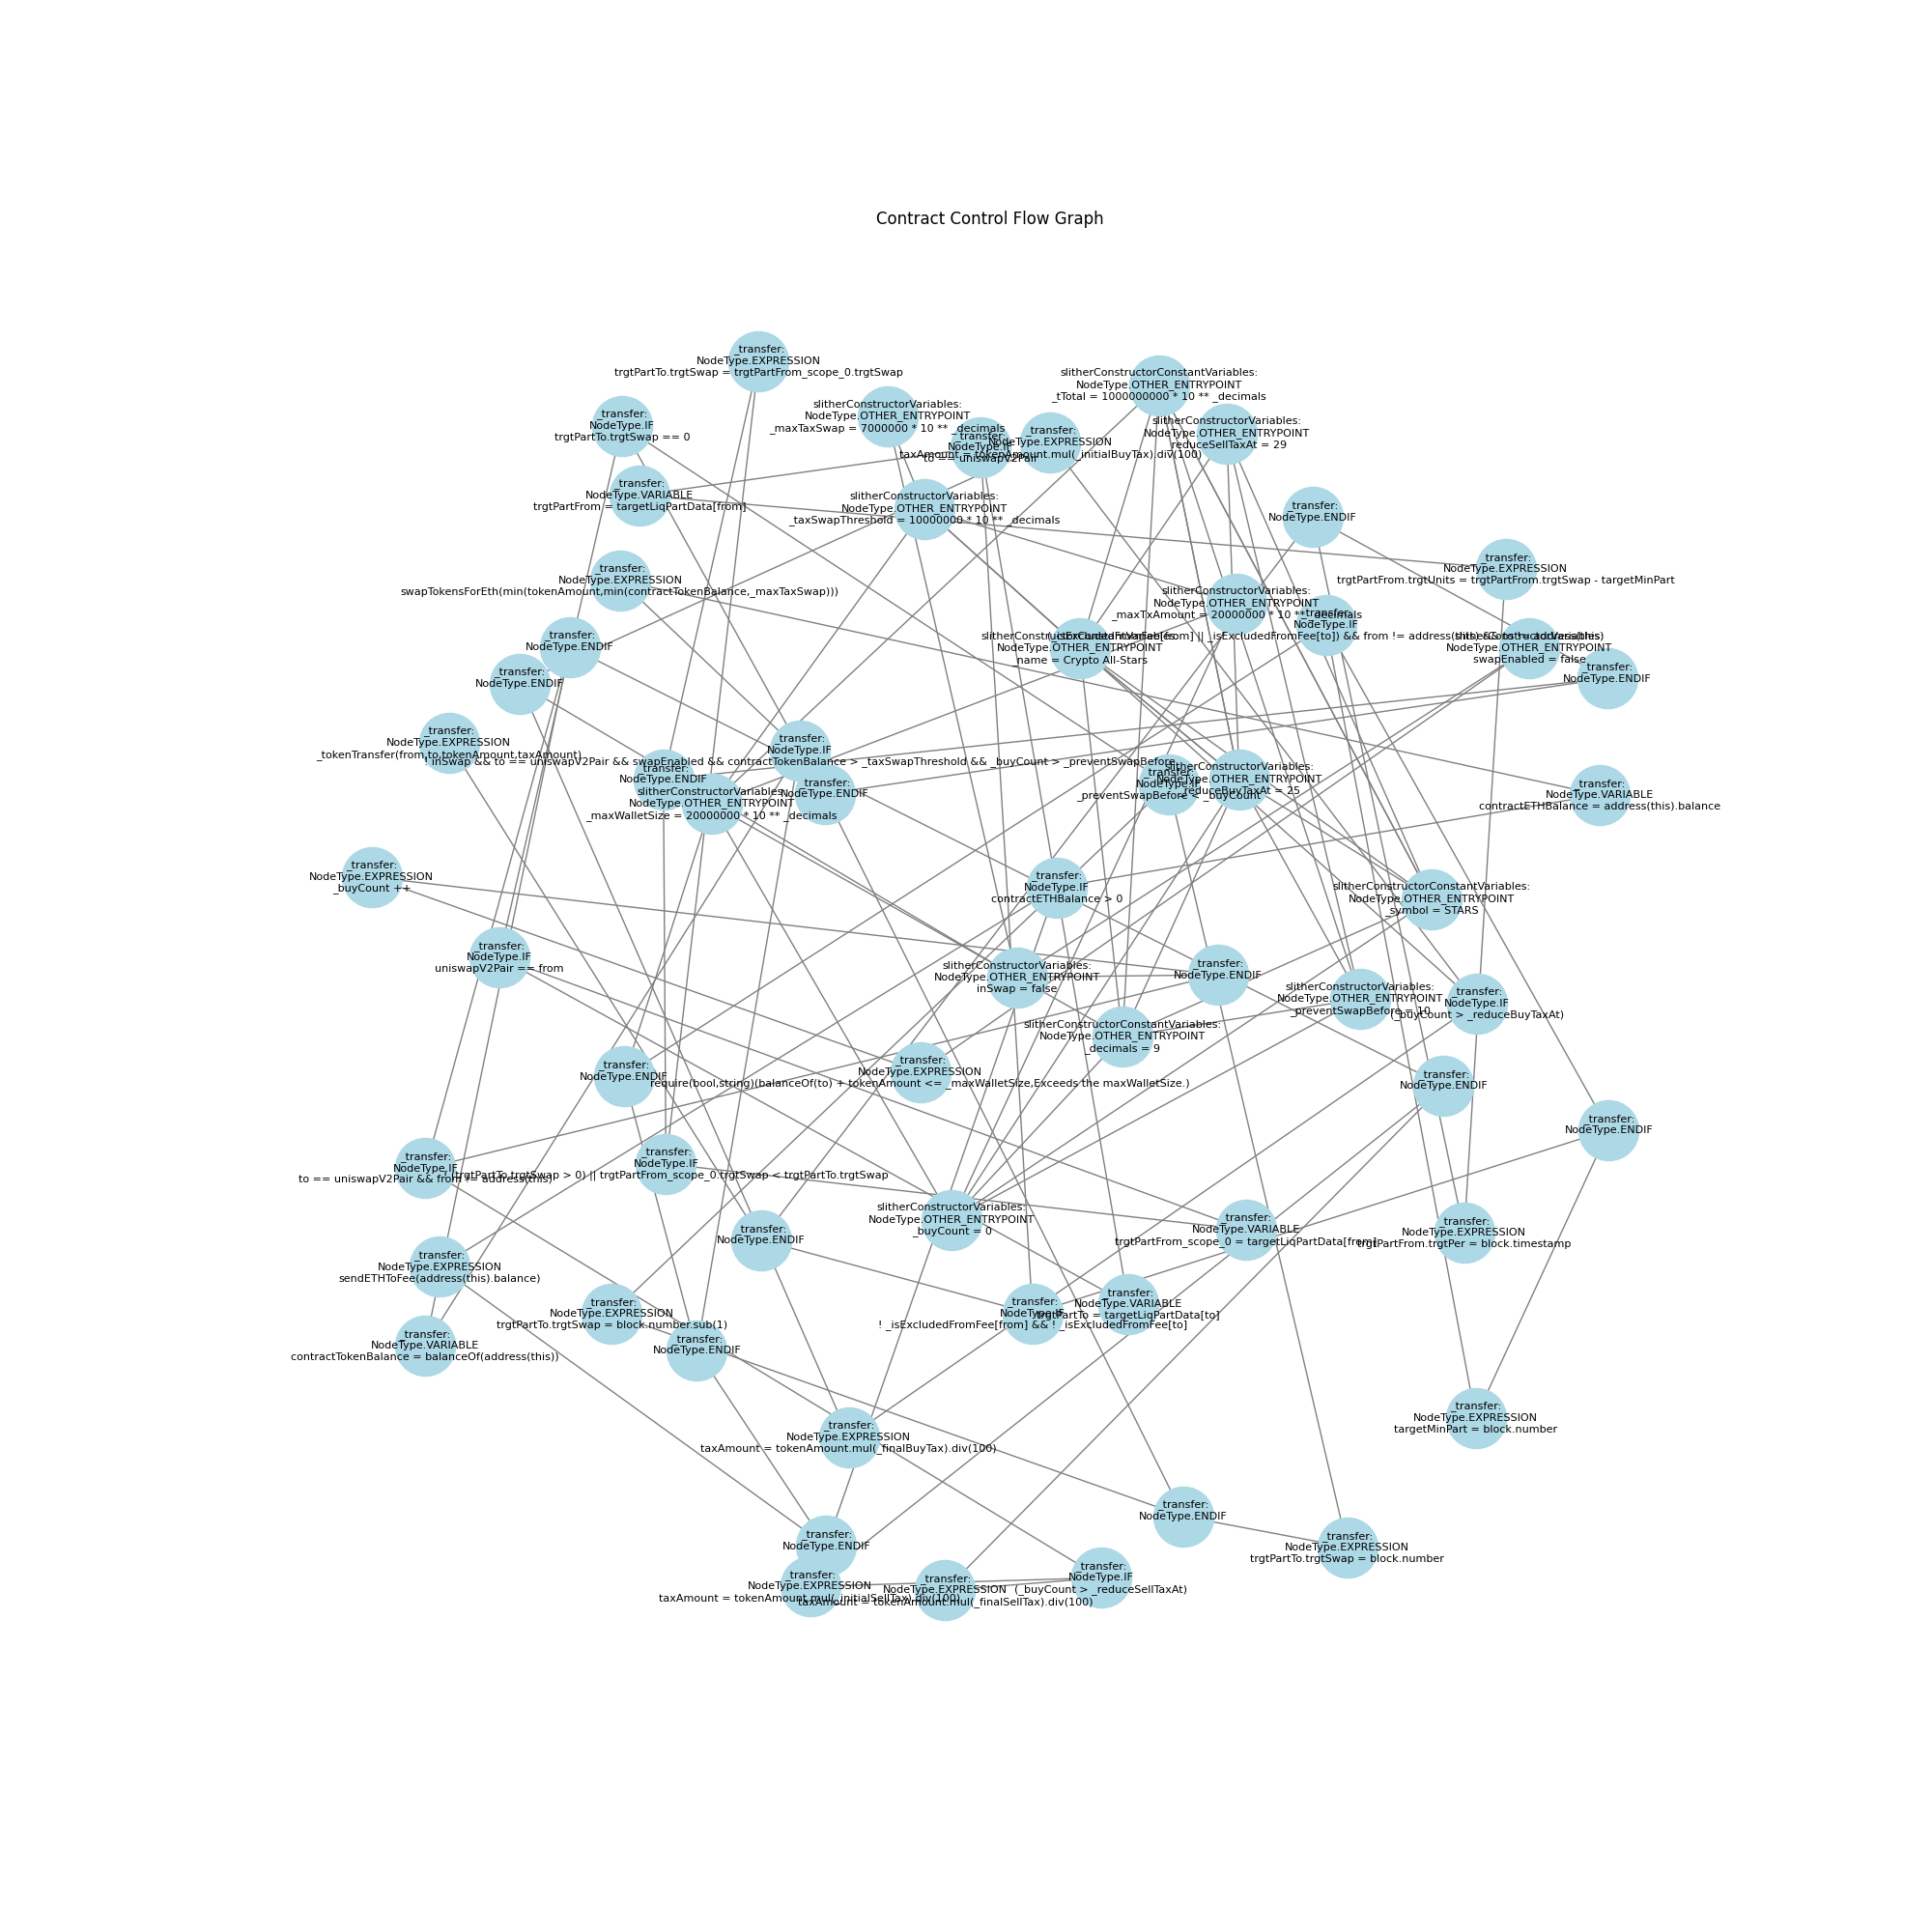 Contract Control Flow Graph
_transfer:
NodeType.EXPRESSION
trgtPartTo.trgtSwap = trgtPartFrom_scope_0.trgtSwap
slitherConstructorConstantVariables:
NodeType.OTHER_ENTRYPOINT
_tTotal = 1000000000 * 10 ** _decimals
slitherConstructorVariables:
NodeType.OTHER_ENTRYPOINT
_maxTaxSwap = 7000000 * 10 ** _decimals
_transfer:
NodeType.IF
trgtPartTo.trgtSwap == 0
slitherConstructorVariables:
NodeType.OTHER_ENTRYPOINT
_reduceSellTaxAt = 29
_transfer:
NodeType.IF
to == uniswapV2Pair
_transfer:
NodeType.EXPRESSION
taxAmount = tokenAmount.mul(_initialBuyTax).div(100)
_transfer:
NodeType.VARIABLE
trgtPartFrom = targetLiqPartData[from]
slitherConstructorVariables:
NodeType.OTHER_ENTRYPOINT
_taxSwapThreshold = 10000000 * 10 ** _decimals
_transfer:
NodeType.ENDIF
_transfer:
NodeType.EXPRESSION
trgtPartFrom.trgtUnits = trgtPartFrom.trgtSwap - targetMinPart
_transfer:
NodeType.EXPRESSION
swapTokensForEth(min(tokenAmount,min(contractTokenBalance,_maxTaxSwap)))
slitherConstructorVariables:
NodeType.OTHER_ENTRYPOINT
_maxTxAmount = 20000000 * 10 ** _decimals
_transfer:
NodeType.IF
(_isExcludedFromFee[from] || _isExcludedFromFee[to]) && from != address(this) && to != address(this)
_transfer:
NodeType.ENDIF
slitherConstructorConstantVariables:
NodeType.OTHER_ENTRYPOINT
_name = Crypto All-Stars
slitherConstructorVariables:
NodeType.OTHER_ENTRYPOINT
swapEnabled = false
_transfer:
NodeType.ENDIF
_transfer:
NodeType.ENDIF
_transfer:
NodeType.EXPRESSION
_tokenTransfer(from,to,tokenAmount,taxAmount)
_transfer:
NodeType.IF
! inSwap && to == uniswapV2Pair && swapEnabled && contractTokenBalance > _taxSwapThreshold && _buyCount > _preventSwapBefore
_transfer:
NodeType.ENDIF
_transfer:
NodeType.ENDIF
slitherConstructorVariables:
NodeType.OTHER_ENTRYPOINT
_maxWalletSize = 20000000 * 10 ** _decimals
_transfer:
NodeType.IF
_preventSwapBefore < _buyCount
slitherConstructorVariables:
NodeType.OTHER_ENTRYPOINT
_reduceBuyTaxAt = 25
_transfer:
NodeType.VARIABLE
contractETHBalance = address(this).balance
_transfer:
NodeType.EXPRESSION
_buyCount ++
_transfer:
NodeType.IF
contractETHBalance > 0
slitherConstructorConstantVariables:
NodeType.OTHER_ENTRYPOINT
_symbol = STARS
_transfer:
NodeType.IF
uniswapV2Pair == from
slitherConstructorVariables:
NodeType.OTHER_ENTRYPOINT
inSwap = false
_transfer:
NodeType.ENDIF
slitherConstructorVariables:
NodeType.OTHER_ENTRYPOINT
_preventSwapBefore = 10
_transfer:
NodeType.IF
(_buyCount > _reduceBuyTaxAt)
slitherConstructorConstantVariables:
NodeType.OTHER_ENTRYPOINT
_decimals = 9
_transfer:
NodeType.ENDIF
_transfer:
NodeType.EXPRESSION
require(bool,string)(balanceOf(to) + tokenAmount <= _maxWalletSize,Exceeds the maxWalletSize.)
_transfer:
NodeType.ENDIF
_transfer:
NodeType.ENDIF
_transfer:
NodeType.IF
to == uniswapV2Pair && from != address(this)
_transfer:
NodeType.IF
(trgtPartTo.trgtSwap > 0) || trgtPartFrom_scope_0.trgtSwap < trgtPartTo.trgtSwap
slitherConstructorVariables:
NodeType.OTHER_ENTRYPOINT
_buyCount = 0
_transfer:
NodeType.VARIABLE
trgtPartFrom_scope_0 = targetLiqPartData[from]
_transfer:
NodeType.EXPRESSION
trgtPartFrom.trgtPer = block.timestamp
_transfer:
NodeType.ENDIF
_transfer:
NodeType.EXPRESSION
sendETHToFee(address(this).balance)
_transfer:
NodeType.EXPRESSION
trgtPartTo.trgtSwap = block.number.sub(1)
_transfer:
NodeType.IF
! _isExcludedFromFee[from] && ! _isExcludedFromFee[to]
_transfer:
NodeType.VARIABLE
trgtPartTo = targetLiqPartData[to]
_transfer:
NodeType.VARIABLE
contractTokenBalance = balanceOf(address(this))
_transfer:
NodeType.ENDIF
_transfer:
NodeType.EXPRESSION
targetMinPart = block.number
_transfer:
NodeType.EXPRESSION
taxAmount = tokenAmount.mul(_finalBuyTax).div(100)
_transfer:
NodeType.ENDIF
_transfer:
NodeType.ENDIF
_transfer:
NodeType.EXPRESSION
trgtPartTo.trgtSwap = block.number
_transfer:
NodeType.EXPRESSION
taxAmount = tokenAmount.mul(_initialSellTax).div(100)
_transfer:
NodeType.EXPRESSION
taxAmount = tokenAmount.mul(_finalSellTax).div(100)
_transfer:
NodeType.IF
(_buyCount > _reduceSellTaxAt)